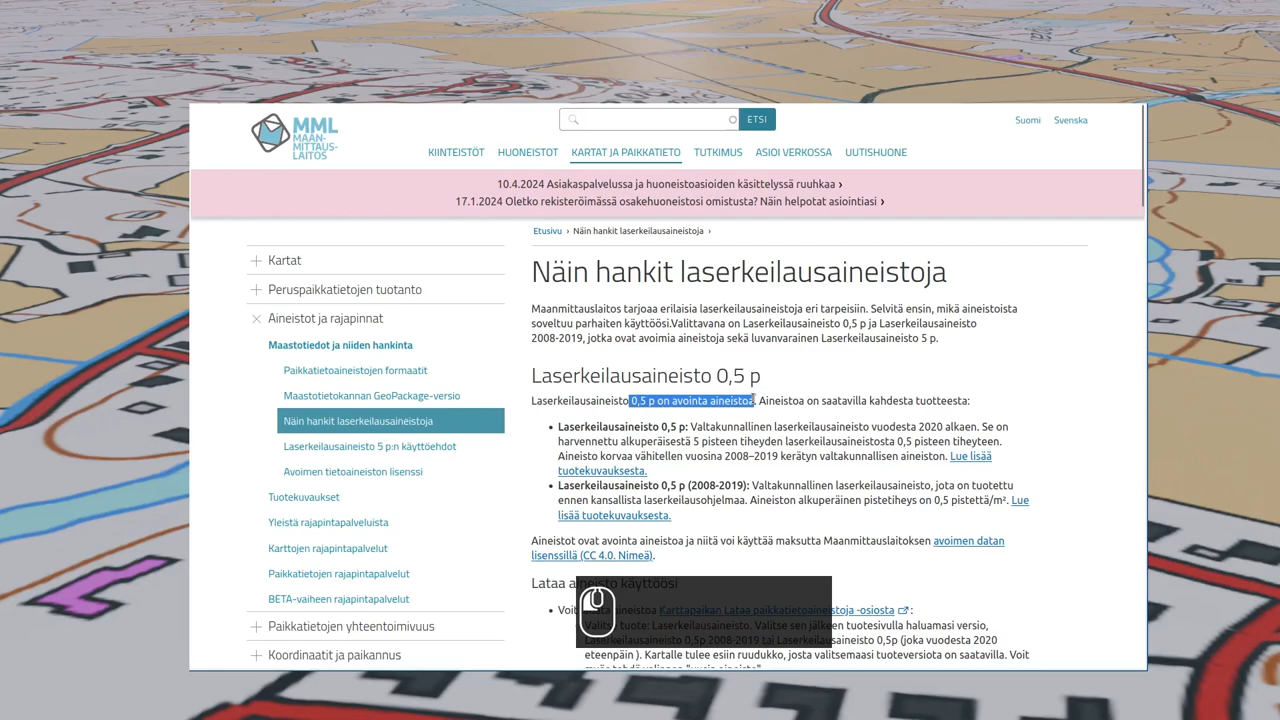 MML
MAAN-
MITTAUS-
LAITOS
ETSI
Suomi Svenska
KIINTEISTÖT HUONEISTOT KARTAT JA PAIKKATIETO TUTKIMUS ASIOI VERKOSSA UUTISHUONE
10.4.2024 Asiakaspalvelussa ja huoneistoasioiden käsittelyssä ruuhkaa ›
17.1.2024 Oletko rekisteröimässä osakehuoneistosi omistusta? Näin helpotat asiointiasi ›
Etusivu › Näin hankit laserkeilausaineistoja ›
Kartat
Peruspaikkatietojen tuotanto
Aineistot ja rajapinnat
Maastotiedot ja niiden hankinta
Paikkatietoaineistojen formaatit
Maastotietokannan GeoPackage-versio
Näin hankit laserkeilausaineistoja
Laserkeilausaineisto 5 p:n käyttöehdot
Avoimen tietoaineiston lisenssi
Tuotekuvaukset
Yleistä rajapintapalveluista
Karttojen rajapintapalvelut
Paikkatietojen rajapintapalvelut
BETA-vaiheen rajapintapalvelut
Paikkatietojen yhteentoimivuus
Koordinaatit ja paikannus
Näin hankit laserkeilausaineistoja
Maanmittauslaitos tarjoaa erilaisia laserkeilausaineistoja eri tarpeisiin. Selvitä ensin, mikä aineistoista
soveltuu parhaiten käyttöösi.Valittavana on Laserkeilausaineisto 0,5 p ja Laserkeilausaineisto
2008-2019, jotka ovat avoimia aineistoja sekä luvanvarainen Laserkeilausaineisto 5 p.
Laserkeilausaineisto 0,5 p
Laserkeilausaineisto 0,5 p on avointa aineistoa. Aineistoa on saatavilla kahdesta tuotteesta:
• Laserkeilausaineisto 0,5 p: Valtakunnallinen laserkeilausaineisto vuodesta 2020 alkaen. Se on
harvennettu alkuperäisestä 5 pisteen tiheyden laserkeilausaineistosta 0,5 pisteen tiheyteen.
Aineisto korvaa vähitellen vuosina 2008–2019 kerätyn valtakunnallisen aineiston. Lue lisää
tuotekuvauksesta.
• Laserkeilausaineisto 0,5 p (2008-2019): Valtakunnallinen laserkeilausaineisto, jota on tuotettu
ennen kansallista laserkeilausohjelmaa. Aineiston alkuperäinen pistetiheys on 0,5 pistettä/m². Lue
lisää tuotekuvauksesta.
Aineistot ovat avointa aineistoa ja niitä voi käyttää maksutta Maanmittauslaitoksen avoimen datan
lisenssillä (CC 4.0. Nimeä).
Lataa aineisto käyttöösi
• Voit ladata aineistoa Karttapaikan Lataa paikkatietoaineistoja -osiosta :
Valitse tuote: Laserkeilausaineisto. Valitse sen jälkeen tuotesivulla haluamasi versio,
Laserkeilausaineisto 0,5p 2008-2019 tai Laserkeilausaineisto 0,5p (joka vuodesta 2020
eteenpäin ). Kartalle tulee esiin ruudukko, josta valitsemaasi tuoteversiota on saatavilla. Voit